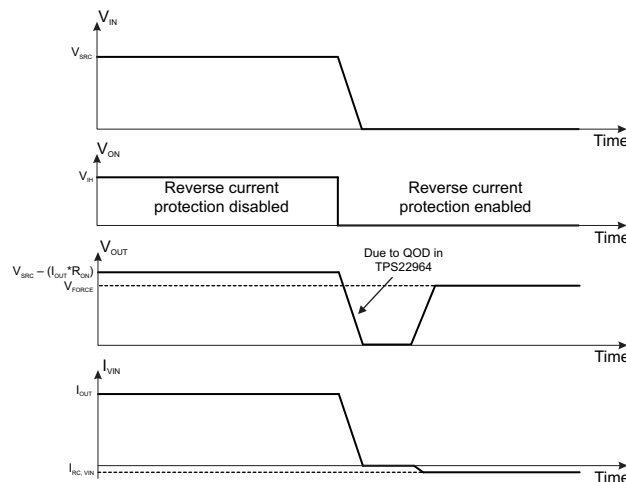 V_IN
V_SRC
Time
V_ON
V_IH
Reverse current
protection disabled
Reverse current
protection enabled
Time
V_OUT
V_SRC – (I_OUT*R_ON)
V_FORCE
Due to QOD in
TPS22964
Time
I_VIN
I_OUT
I_RC, VIN
Time